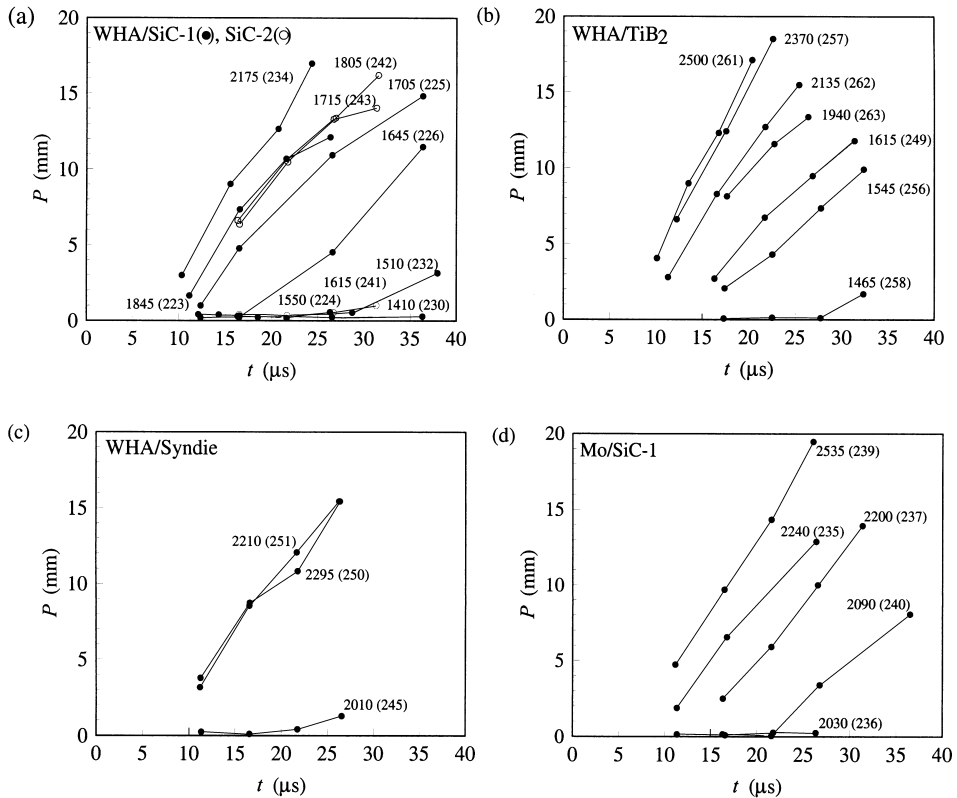 (a)
WHA/SiC-1(●), SiC-2(○)
20
15
10
5
0
P (mm)
2175 (234)
1805 (242)
1705 (225)
1715 (243)
1645 (226)
1510 (232)
1615 (241)
1845 (223)
1550 (224)
1410 (230)
0 5 10 15 20 25 30 35 40
t (μs)
(b)
WHA/TiB2
20
15
10
5
0
P (mm)
2370 (257)
2500 (261)
2135 (262)
1940 (263)
1615 (249)
1545 (256)
1465 (258)
0 5 10 15 20 25 30 35 40
t (μs)
(c)
WHA/Syndie
20
15
10
5
0
P (mm)
2210 (251)
2295 (250)
2010 (245)
0 5 10 15 20 25 30 35 40
t (μs)
(d)
Mo/SiC-1
20
15
10
5
0
P (mm)
2535 (239)
2200 (237)
2240 (235)
2090 (240)
2030 (236)
0 5 10 15 20 25 30 35 40
t (μs)